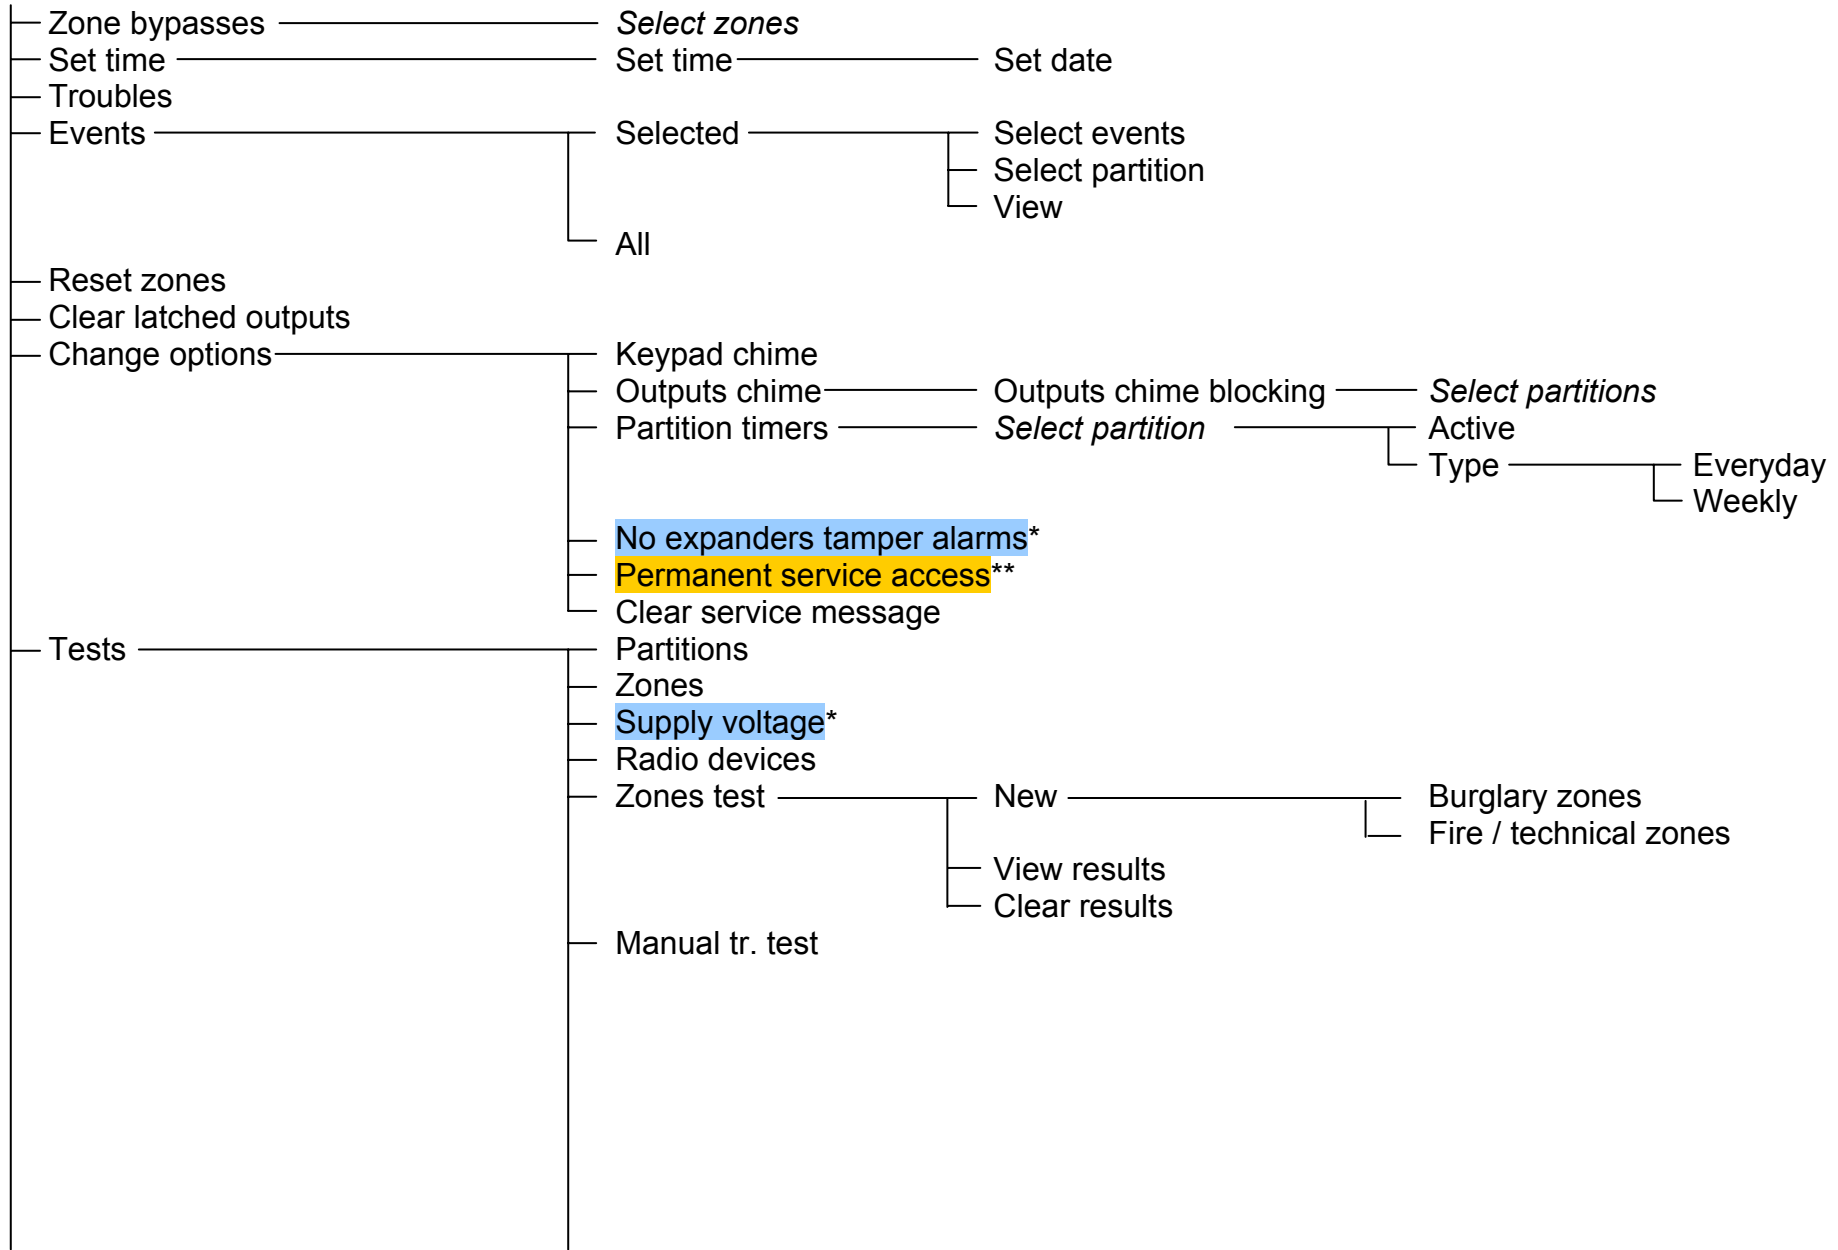 Zone bypasses Select zones
Set time Set time Set date
Troubles
Events Selected Select events
Select partition
View
All
Reset zones
Clear latched outputs
Change options Keypad chime
Outputs chime Outputs chime blocking Select partitions
Partition timers Select partition Active
Type Everyday
Weekly
No expanders tamper alarms*
Permanent service access**
Clear service message
Tests Partitions
Zones
Supply voltage*
Radio devices
Zones test New Burglary zones
Fire / technical zones
View results
Clear results
Manual tr. test